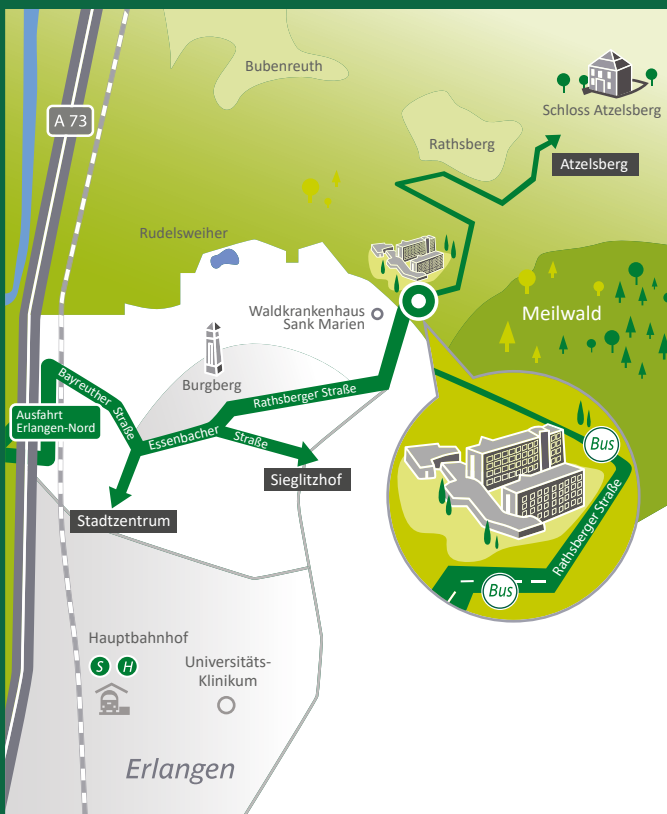 Bubenreuth
Schloss Atzelsberg
A 73
Rathsberg
Atzelsberg
Rudelsweiher
Meilwald
Waldkrankenhaus
Sank Marien
Burgberg
Bayreuther
Straße
Rathsberger Straße
Ausfahrt
Erlangen-Nord
Essenbacher
Straße
Bus
Sieglitzhof
Stadtzentrum
Rathsberger Straße
Bus
Hauptbahnhof
S H
Universitäts-
Klinikum
Erlangen